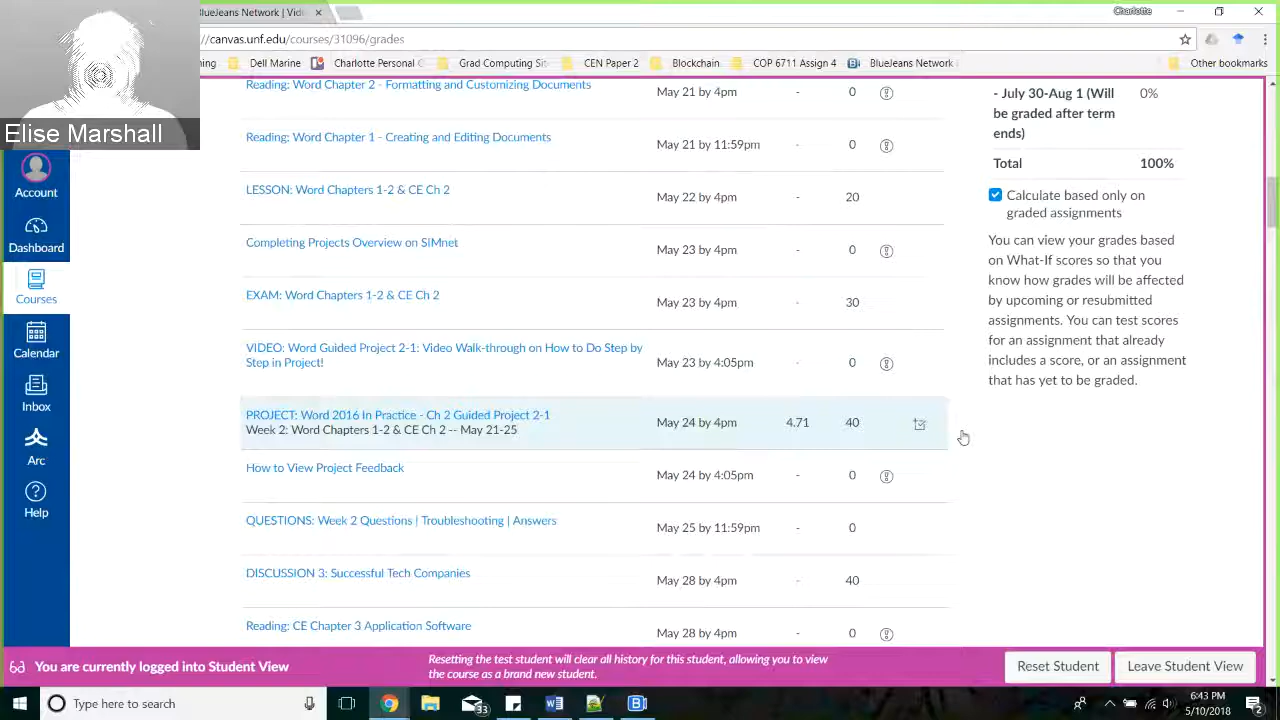 BlueJeans Network | Video
Charlotte
//canvas.unf.edu/courses/31096/grades
ning
Dell Marine
Charlotte Personal C
Grad Computing Sit
CEN Paper 2
Blockchain
COP 6711 Assign 4
BlueJeans Network
Other bookmarks
Elise Marshall
Account
Dashboard
Courses
Calendar
Inbox
Arc
Help
Reading: Word Chapter 2 - Formatting and Customizing Documents May 21 by 4pm - 0
Reading: Word Chapter 1 - Creating and Editing Documents May 21 by 11:59pm - 0
LESSON: Word Chapters 1-2 & CE Ch 2 May 22 by 4pm - 20
Completing Projects Overview on SIMnet May 23 by 4pm - 0
EXAM: Word Chapters 1-2 & CE Ch 2 May 23 by 4pm - 30
VIDEO: Word Guided Project 2-1: Video Walk-through on How to Do Step by
Step in Project! May 23 by 4:05pm - 0
PROJECT: Word 2016 In Practice - Ch 2 Guided Project 2-1
Week 2: Word Chapters 1-2 & CE Ch 2 -- May 21-25 May 24 by 4pm 4.71 40
How to View Project Feedback May 24 by 4:05pm - 0
QUESTIONS: Week 2 Questions | Troubleshooting | Answers May 25 by 11:59pm - 0
DISCUSSION 3: Successful Tech Companies May 28 by 4pm - 40
Reading: CE Chapter 3 Application Software May 28 by 4pm - 0
- July 30-Aug 1 (Will 0%
be graded after term
ends)
Total 100%
Calculate based only on
graded assignments
You can view your grades based
on What-If scores so that you
know how grades will be affected
by upcoming or resubmitted
assignments. You can test scores
for an assignment that already
includes a score, or an assignment
that has yet to be graded.
You are currently logged into Student View
Resetting the test student will clear all history for this student, allowing you to view
the course as a brand new student.
Reset Student
Leave Student View
Type here to search
33
6:43 PM
5/10/2018
2